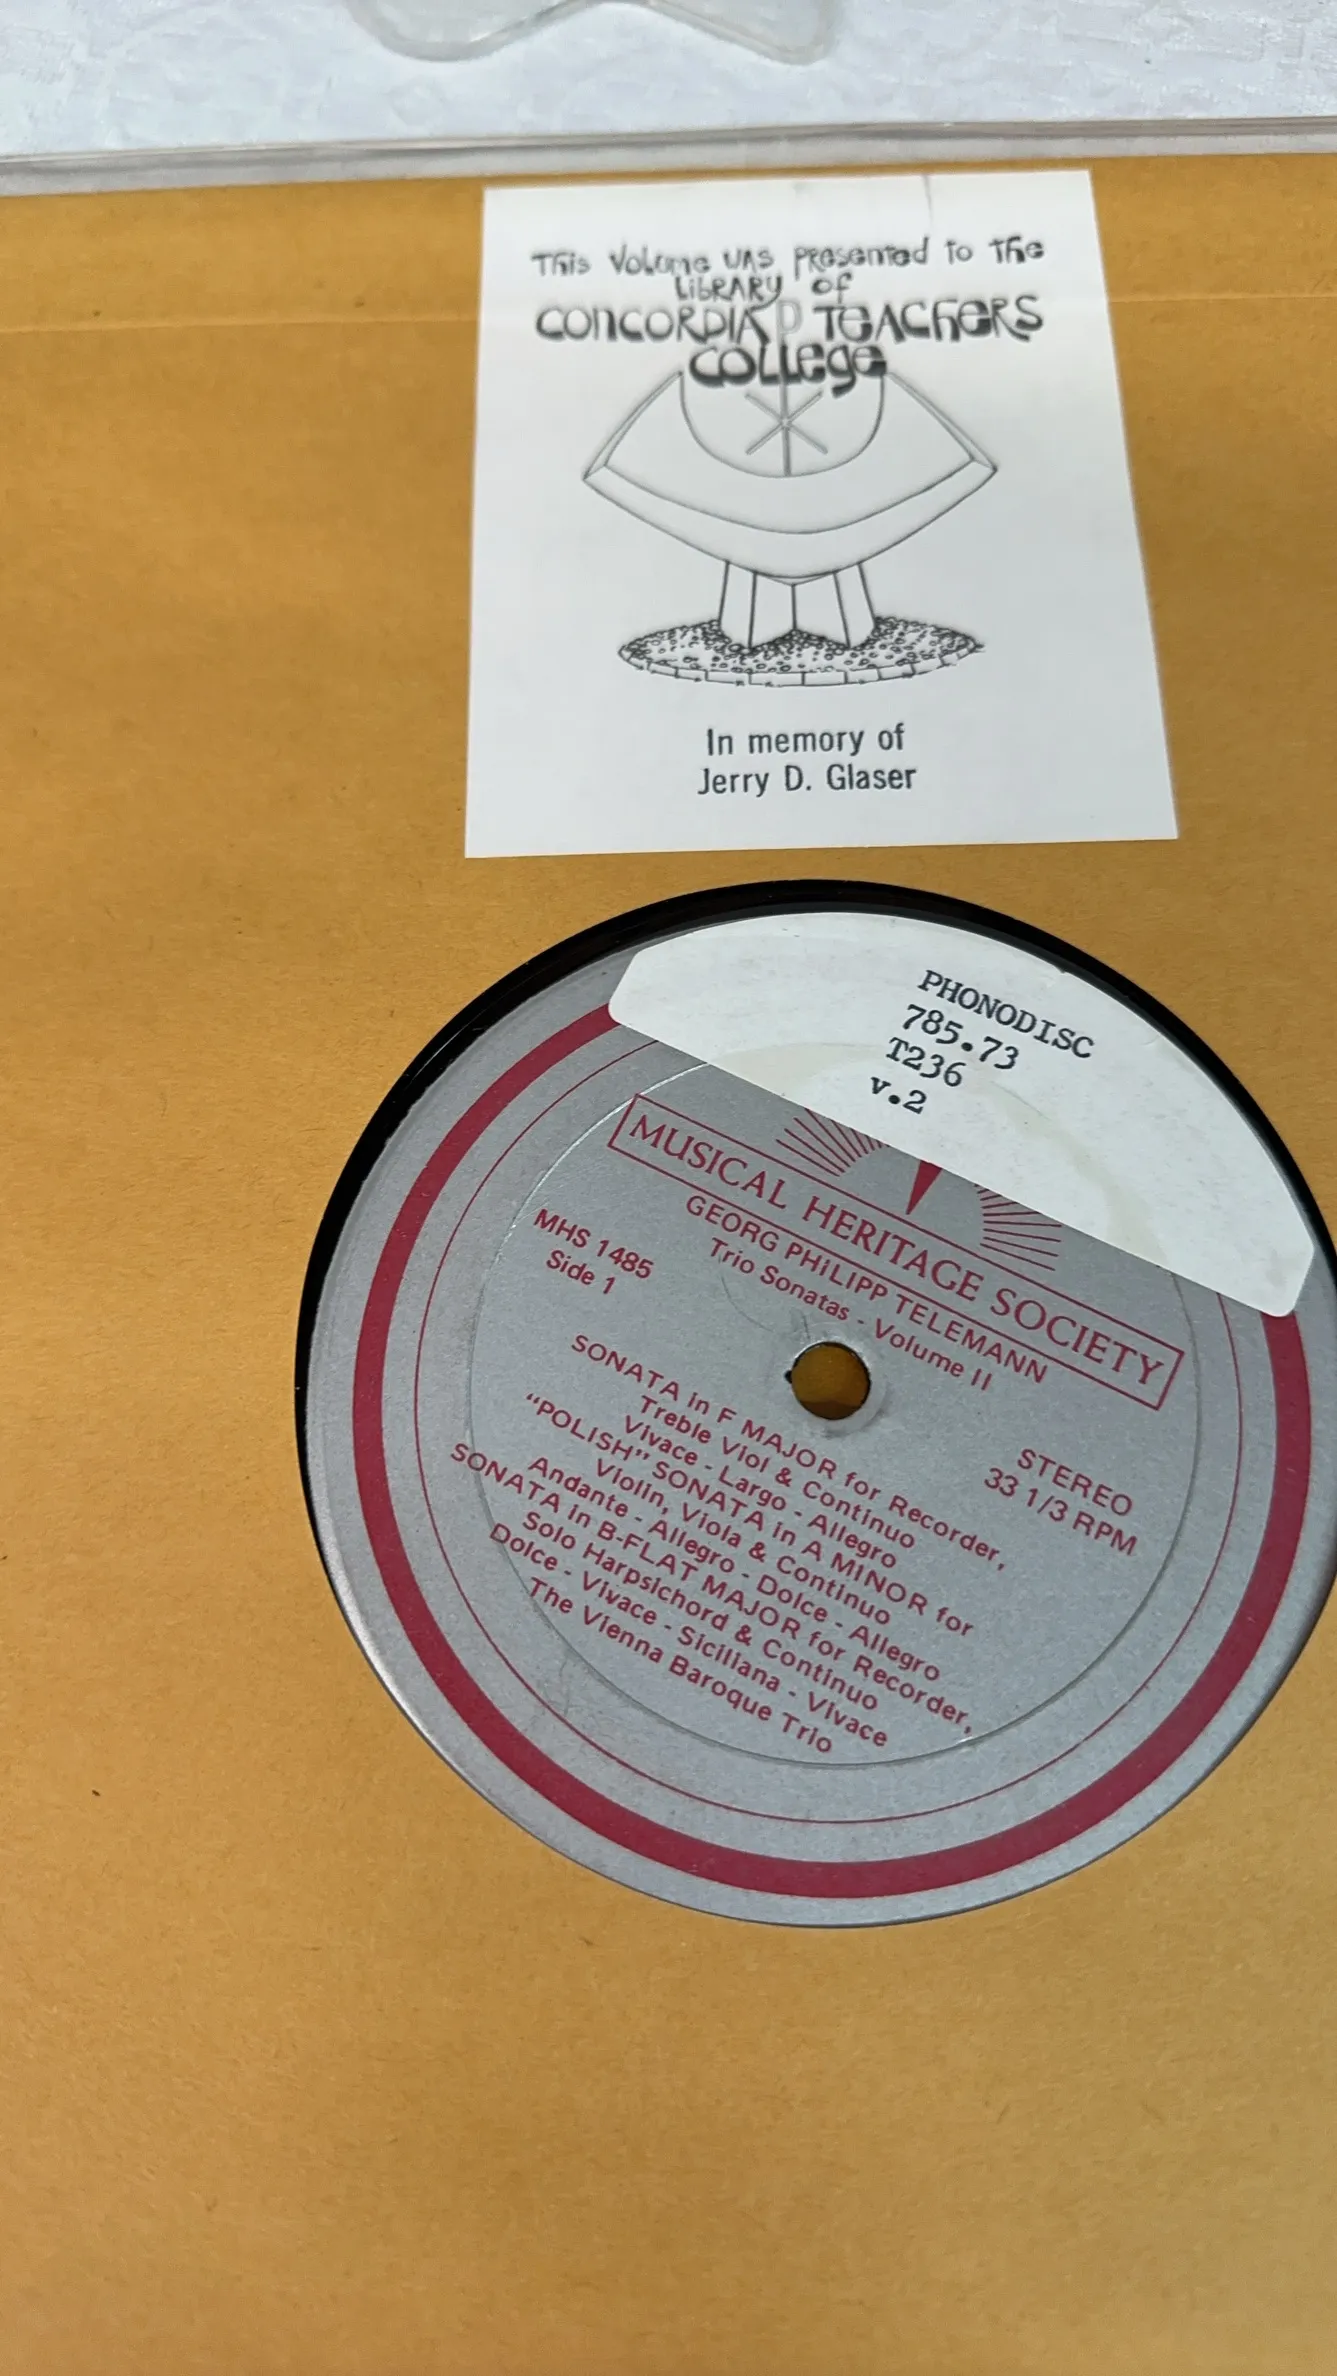 This Volume was presented to the
Library of
Concordia Teachers
College
In memory of
Jerry D. Glaser
PHONODISC
785.73
T236
v.2
MUSICAL HERITAGE SOCIETY
GEORG PHiLIPP TELEMANN
Trio Sonatas - Volume II
MHS 1485
Side 1
STEREO
33 1/3 RPM
SONATA in F MAJOR for Recorder,
Treble Viol & Continuo
Vivace - Largo - Allegro
"POLISH" SONATA in A MINOR for
Violin, Viola & Continuo
Andante - Allegro - Dolce - Allegro
SONATA in B-FLAT MAJOR for Recorder,
Solo Harpsichord & Continuo
Dolce - Vivace - Siciliana - Vivace
The Vienna Baroque Trio